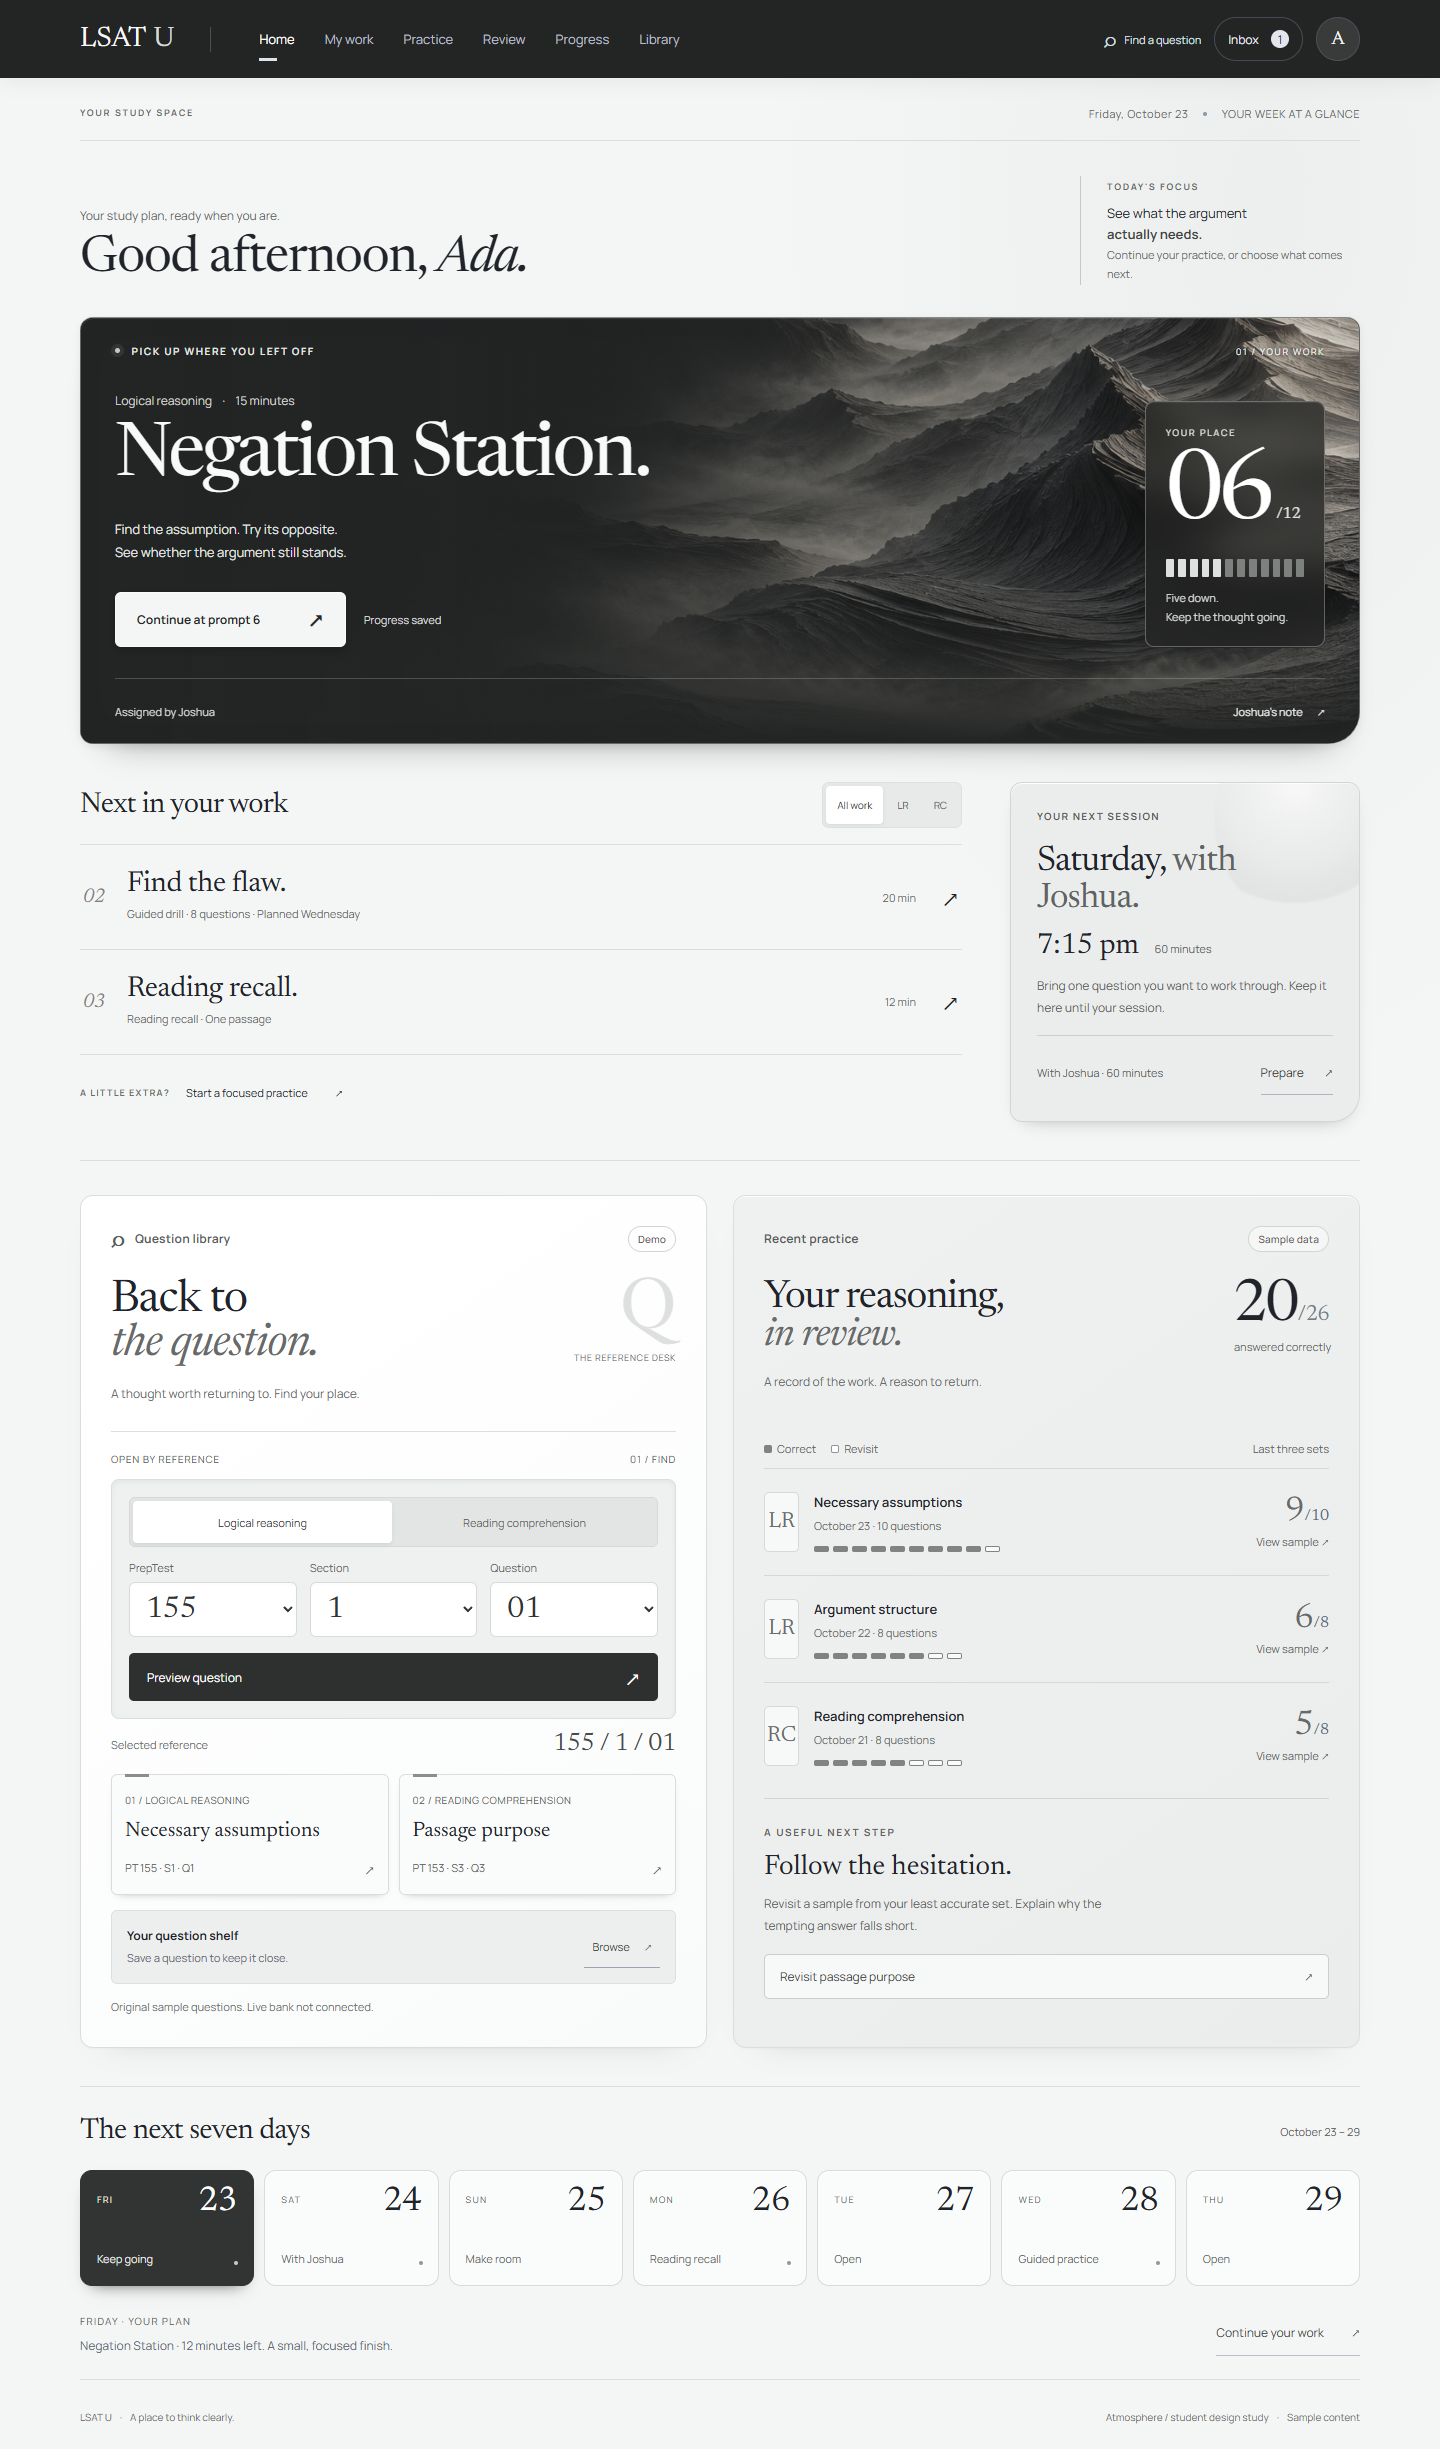 LSAT U
Home
My work
Practice
Review
Progress
Library
Find a question
Inbox
1
A
YOUR STUDY SPACE
Friday, October 23 • YOUR WEEK AT A GLANCE
Your study plan, ready when you are.
Good afternoon, Ada.
TODAY'S FOCUS
See what the argument
actually needs.
Continue your practice, or choose what comes
next.
PICK UP WHERE YOU LEFT OFF
01 / YOUR WORK
Logical reasoning · 15 minutes
Negation Station.
Find the assumption. Try its opposite.
See whether the argument still stands.
Continue at prompt 6 ↗
Progress saved
YOUR PLACE
06 /12
Five down.
Keep the thought going.
Assigned by Joshua
Joshua's note ↗
Next in your work
All work
LR
RC
02
Find the flaw.
Guided drill · 8 questions · Planned Wednesday
20 min ↗
03
Reading recall.
Reading recall · One passage
12 min ↗
A LITTLE EXTRA?
Start a focused practice ↗
YOUR NEXT SESSION
Saturday, with
Joshua.
7:15 pm 60 minutes
Bring one question you want to work through. Keep it
here until your session.
With Joshua · 60 minutes
Prepare ↗
Question library
Demo
Back to
the question.
Q
THE REFERENCE DESK
A thought worth returning to. Find your place.
OPEN BY REFERENCE
01 / FIND
Logical reasoning
Reading comprehension
PrepTest
Section
Question
155
1
01
Preview question ↗
Selected reference
155 / 1 / 01
01 / LOGICAL REASONING
Necessary assumptions
PT 155 · S1 · Q1 ↗
02 / READING COMPREHENSION
Passage purpose
PT 153 · S3 · Q3 ↗
Your question shelf
Save a question to keep it close.
Browse ↗
Original sample questions. Live bank not connected.
Recent practice
Sample data
Your reasoning,
in review.
20/26
answered correctly
A record of the work. A reason to return.
Correct
Revisit
Last three sets
LR
Necessary assumptions
October 23 · 10 questions
9/10
View sample ↗
LR
Argument structure
October 22 · 8 questions
6/8
View sample ↗
RC
Reading comprehension
October 21 · 8 questions
5/8
View sample ↗
A USEFUL NEXT STEP
Follow the hesitation.
Revisit a sample from your least accurate set. Explain why the
tempting answer falls short.
Revisit passage purpose ↗
The next seven days
October 23 – 29
FRI 23
Keep going
SAT 24
With Joshua
SUN 25
Make room
MON 26
Reading recall
TUE 27
Open
WED 28
Guided practice
THU 29
Open
FRIDAY · YOUR PLAN
Negation Station · 12 minutes left. A small, focused finish.
Continue your work ↗
LSAT U · A place to think clearly.
Atmosphere / student design study · Sample content